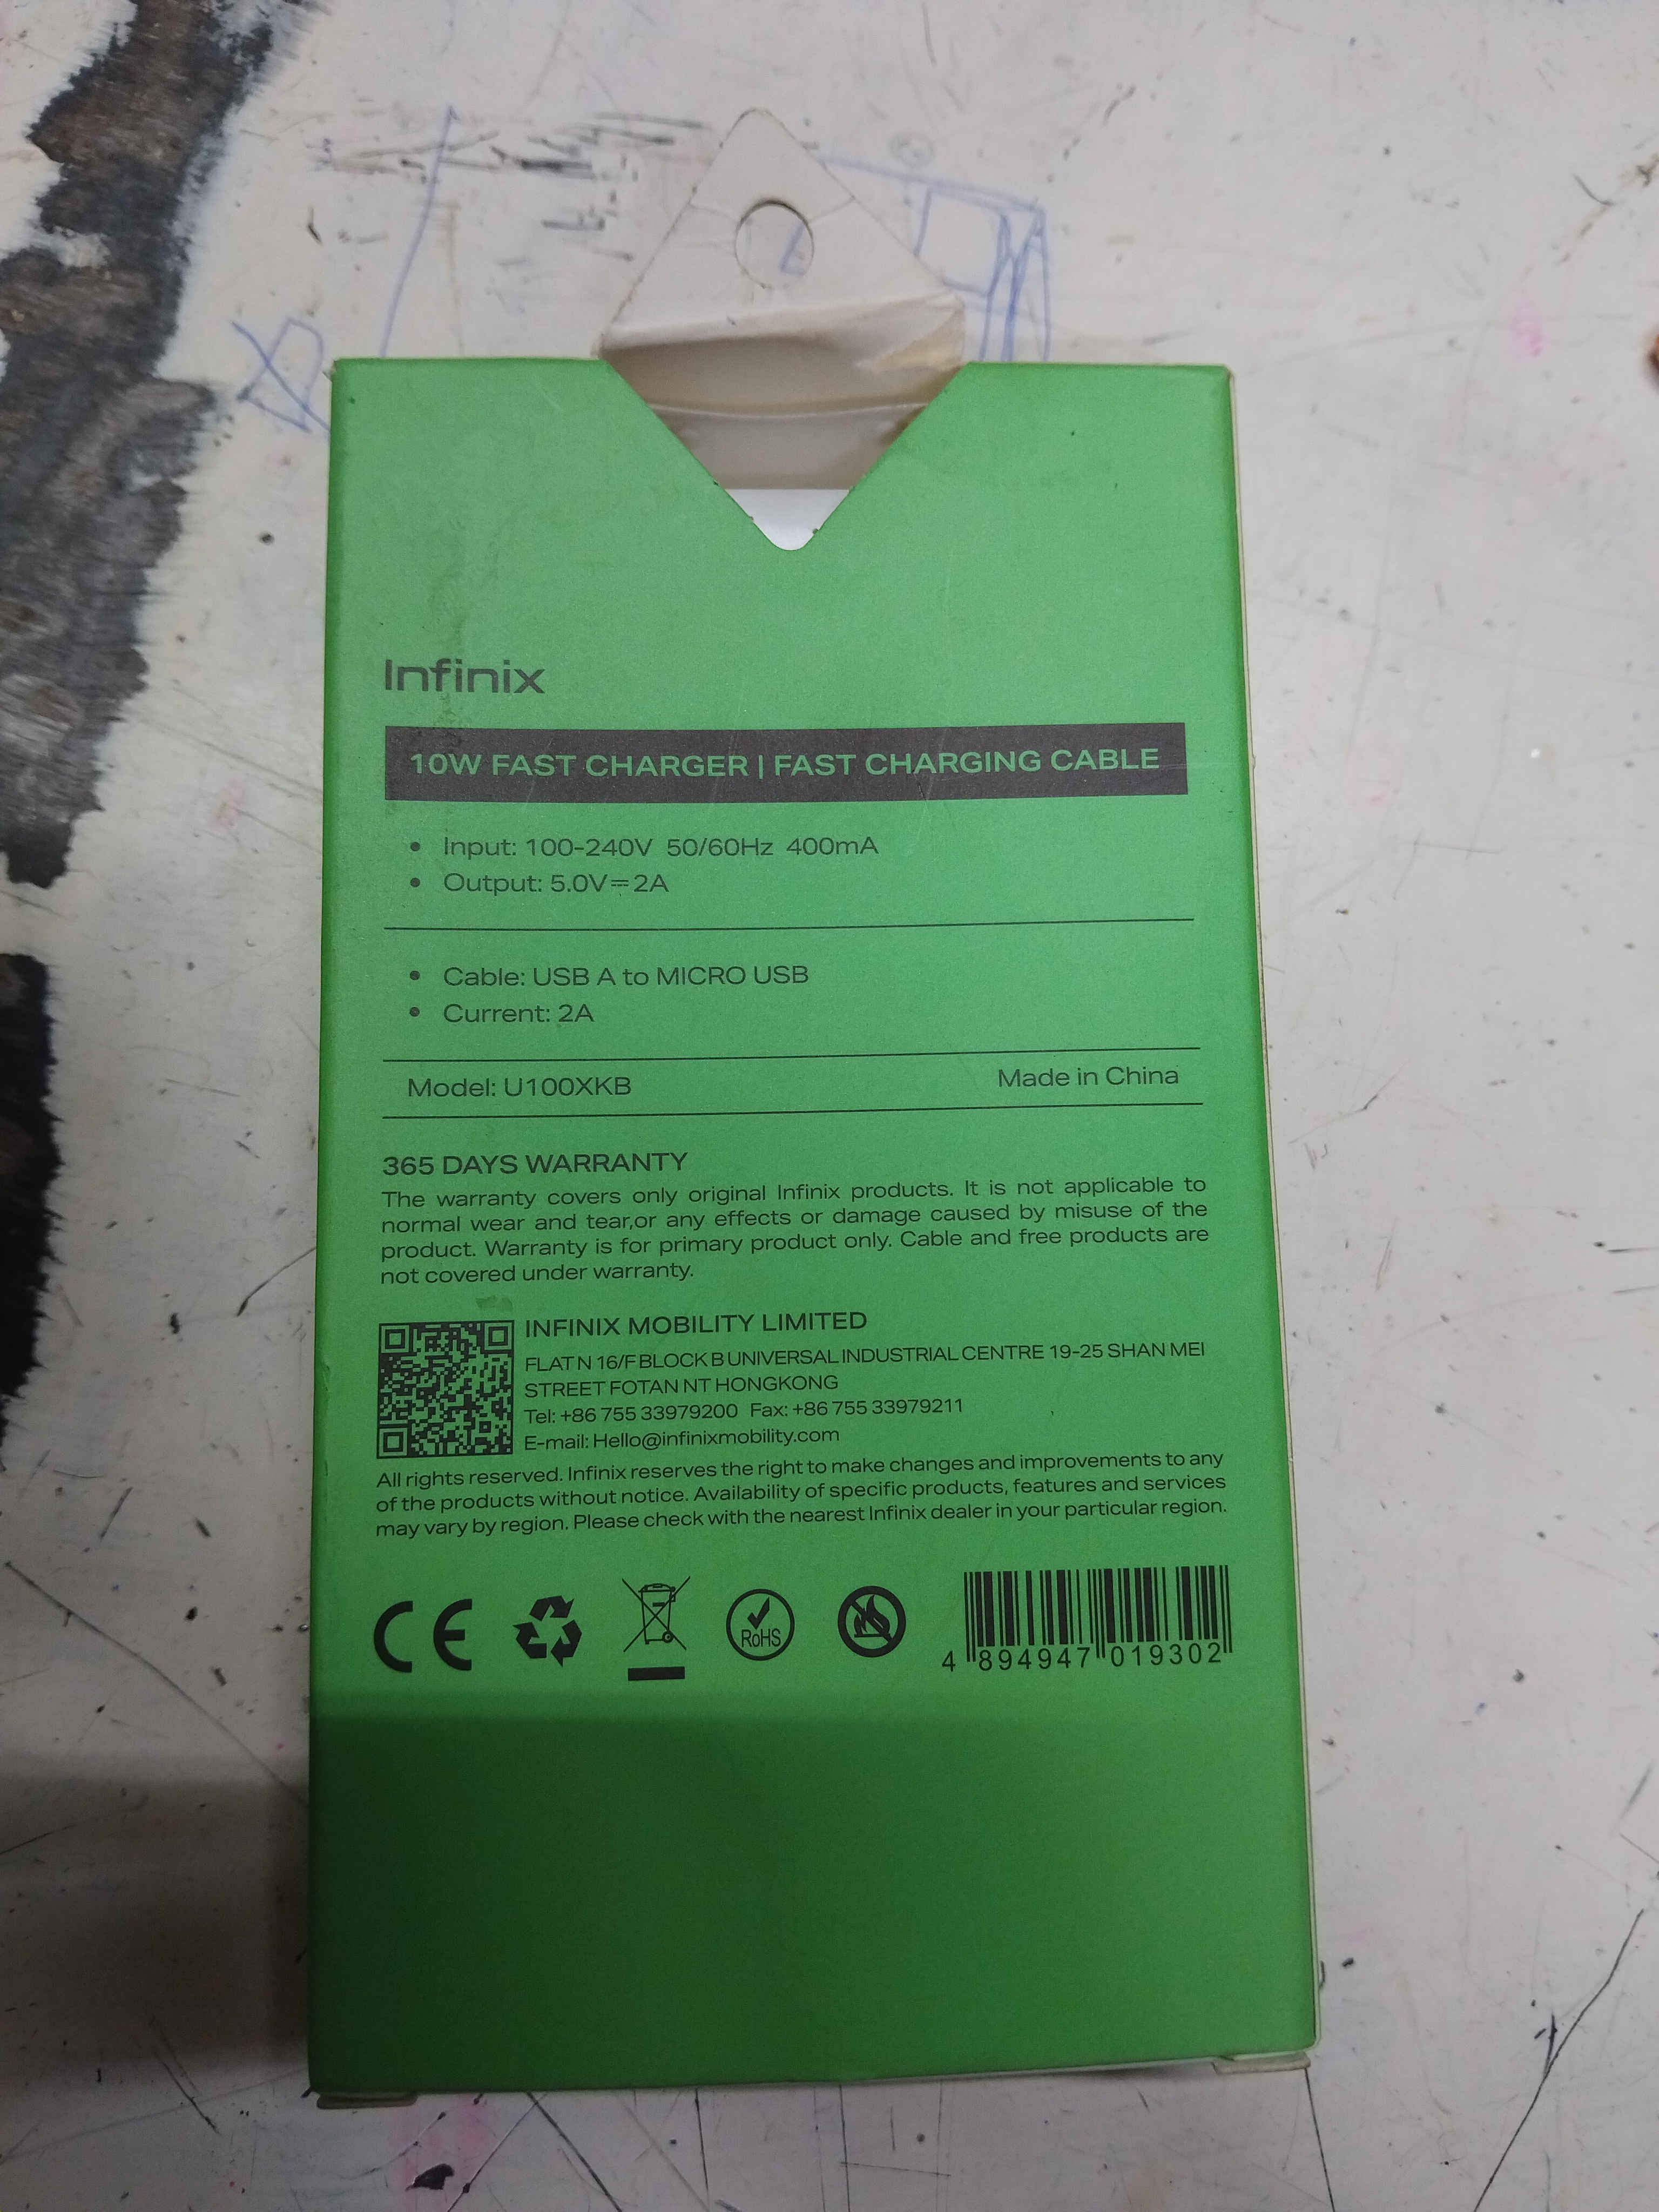 Infinix
10W FAST CHARGER | FAST CHARGING CABLE
• Input: 100-240V 50/60Hz 400mA
• Output: 5.0V⎓2A
• Cable: USB A to MICRO USB
• Current: 2A
Model: U100XKB Made in China
365 DAYS WARRANTY
The warranty covers only original Infinix products. It is not applicable to
normal wear and tear,or any effects or damage caused by misuse of the
product. Warranty is for primary product only. Cable and free products are
not covered under warranty.
INFINIX MOBILITY LIMITED
FLAT N 16/F BLOCK B UNIVERSAL INDUSTRIAL CENTRE 19-25 SHAN MEI
STREET FOTAN NT HONGKONG
Tel: +86 755 33979200 Fax: +86 755 33979211
E-mail: Hello@infinixmobility.com
All rights reserved. Infinix reserves the right to make changes and improvements to any
of the products without notice. Availability of specific products, features and services
may vary by region. Please check with the nearest Infinix dealer in your particular region.
CE RoHS 4 894947 019302